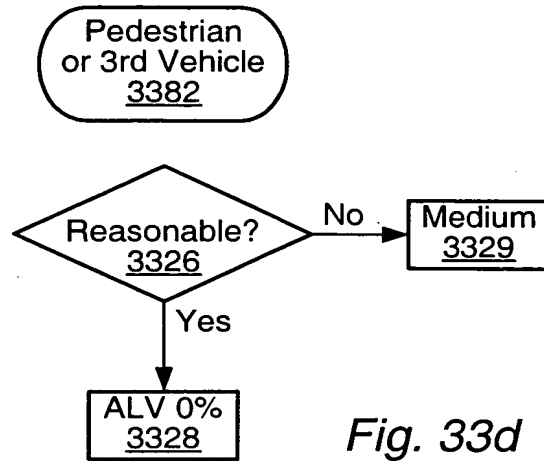 Pedestrian
or 3rd Vehicle
3382
Reasonable?
3326
No
Medium
3329
Yes
ALV 0%
3328
Fig. 33d